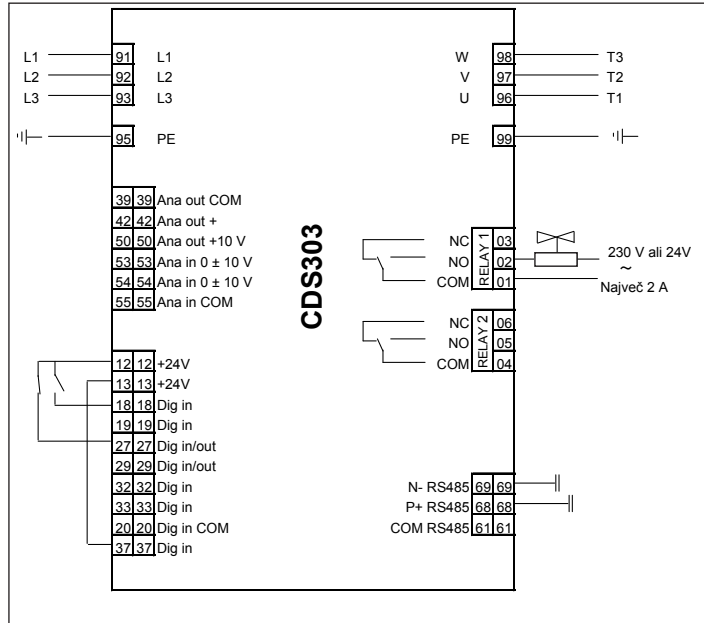 L1 91 L1 W 98 T3
L2 92 L2 V 97 T2
L3 93 L3 U 96 T1
95 PE PE 99
39 39 Ana out COM
42 42 Ana out +
50 50 Ana out +10 V
53 53 Ana in 0 ± 10 V
54 54 Ana in 0 ± 10 V
55 55 Ana in COM
CDS303
NC 03
NO 02
COM 01
RELAY 1
230 V ali 24V
~
Največ 2 A
NC 06
NO 05
COM 04
RELAY 2
12 12 +24V
13 13 +24V
18 18 Dig in
19 19 Dig in
27 27 Dig in/out
29 29 Dig in/out
32 32 Dig in
33 33 Dig in
20 20 Dig in COM
37 37 Dig in
N- RS485 69 69
P+ RS485 68 68
COM RS485 61 61